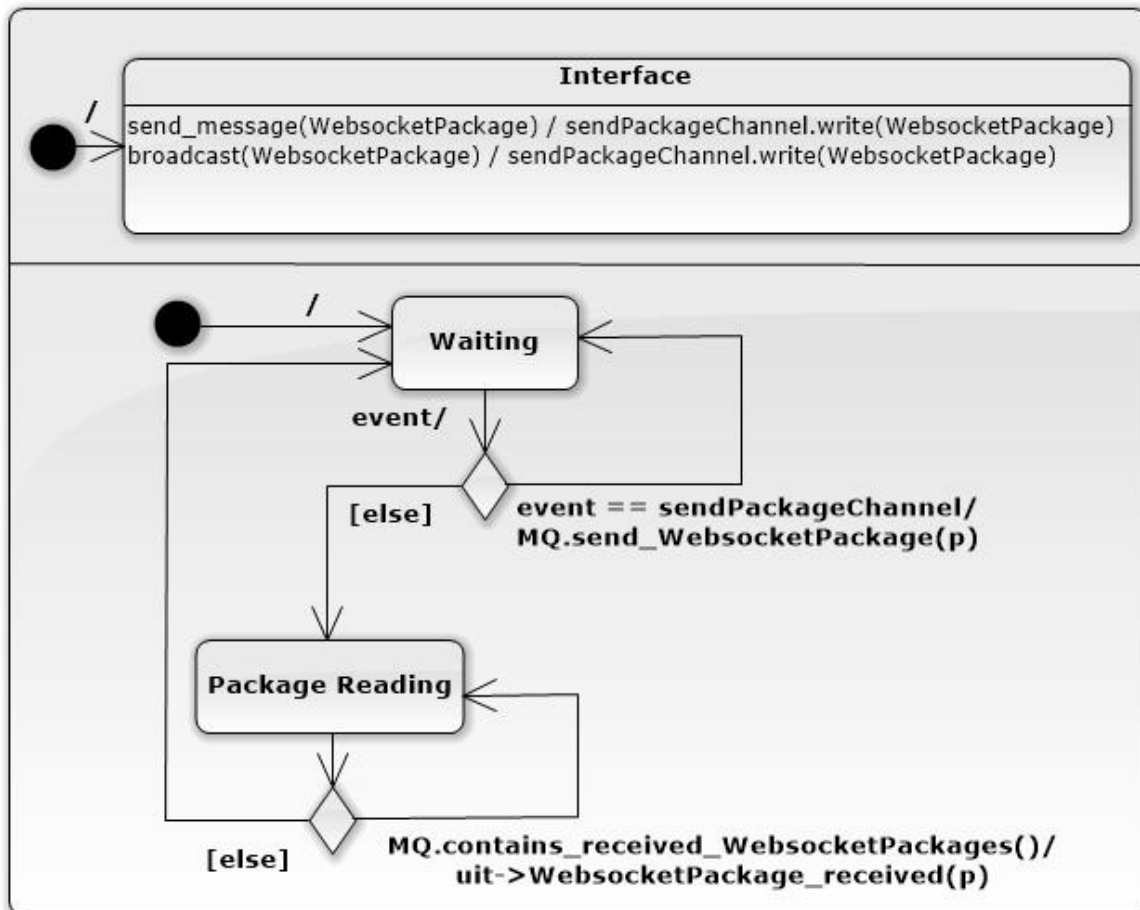 Interface
/
send_message(WebsocketPackage) / sendPackageChannel.write(WebsocketPackage)
broadcast(WebsocketPackage) / sendPackageChannel.write(WebsocketPackage)
/
Waiting
event/
[else]
event == sendPackageChannel/
MQ.send_WebsocketPackage(p)
Package Reading
[else]
MQ.contains_received_WebsocketPackages()/
uit->WebsocketPackage_received(p)